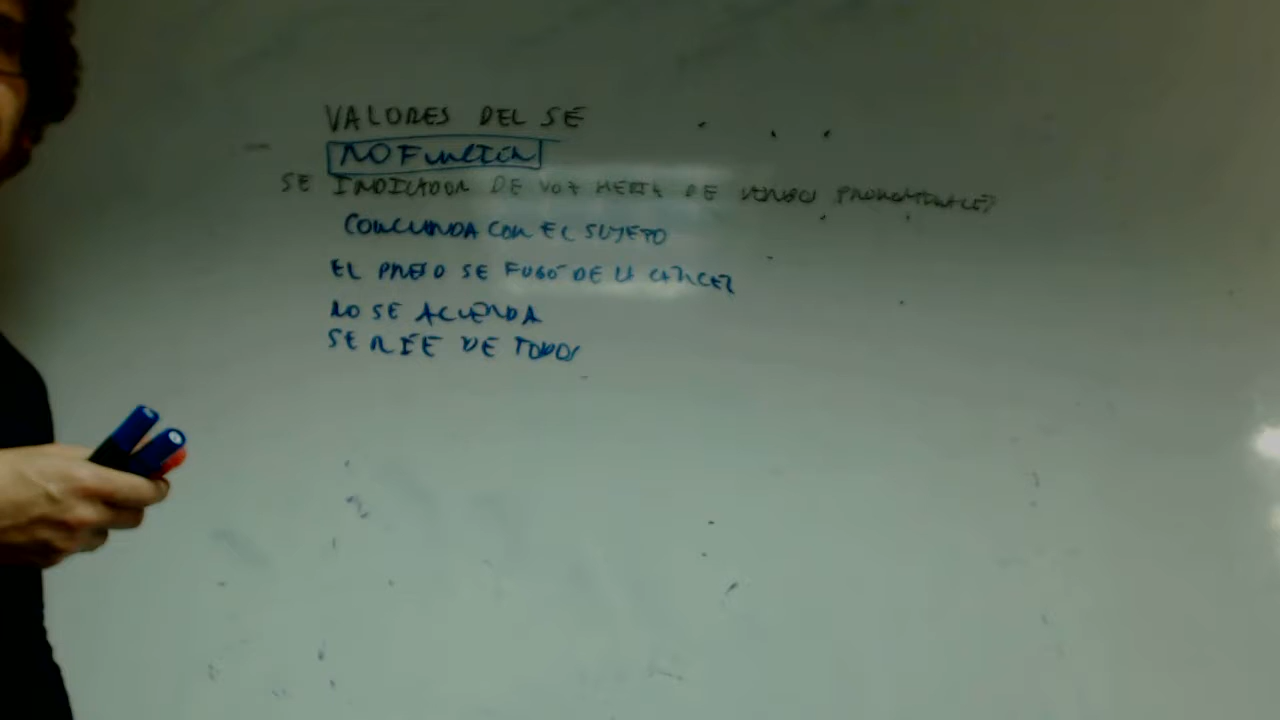 VALORES DEL SE
NO FUNCIÓN
SE INDICADOR DE VOZ MEDIA DE VERBOS PRONOMINALES
CONCUERDA CON EL SUJETO
EL PRESO SE FUGÓ DE LA CÁRCEL
NO SE ACUERDA
SE RÍE DE TODOS